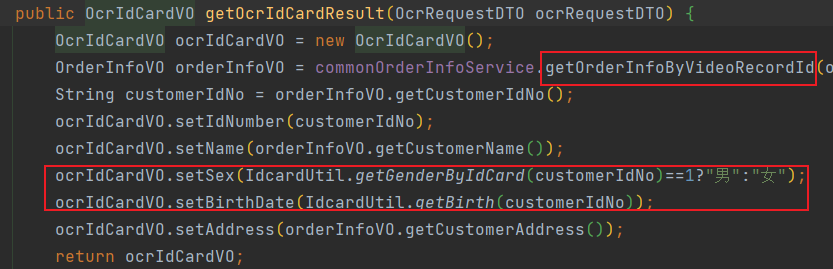 public OcrIdCardVO getOcrIdCardResult(OcrRequestDTO ocrRequestDTO) {
OcrIdCardVO ocrIdCardVO = new OcrIdCardVO();
OrderInfoVO orderInfoVO = commonOrderInfoService.getOrderInfoByVideoRecordId(o
String customerIdNo = orderInfoVO.getCustomerIdNo();
ocrIdCardVO.setIdNumber(customerIdNo);
ocrIdCardVO.setName(orderInfoVO.getCustomerName());
ocrIdCardVO.setSex(IdcardUtil.getGenderByIdCard(customerIdNo)==1?"男":"女");
ocrIdCardVO.setBirthDate(IdcardUtil.getBirth(customerIdNo));
ocrIdCardVO.setAddress(orderInfoVO.getCustomerAddress());
return ocrIdCardVO;